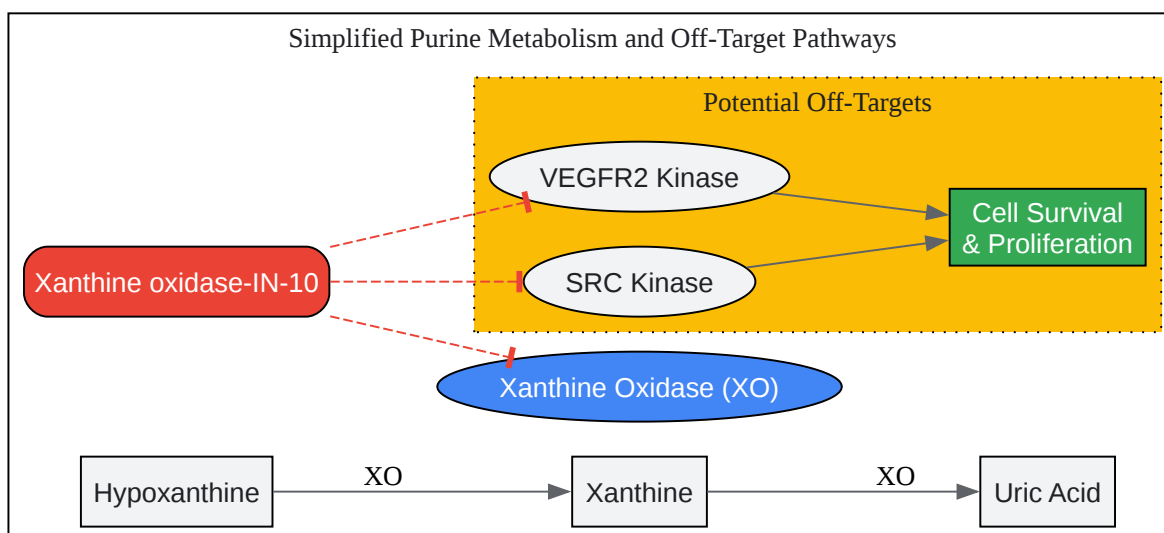 Simplified Purine Metabolism and Off-Target Pathways
Potential Off-Targets
VEGFR2 Kinase
Cell Survival
& Proliferation
Xanthine oxidase-IN-10
SRC Kinase
Xanthine Oxidase (XO)
Hypoxanthine
XO
Xanthine
XO
Uric Acid